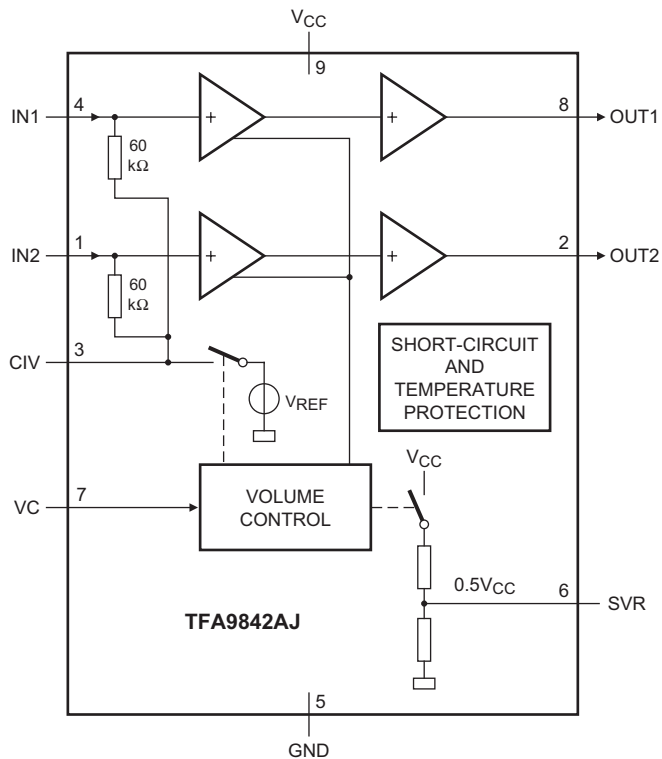 VCC
9
IN1
4
8
OUT1
60
kΩ
+
+
IN2
1
2
OUT2
60
kΩ
+
+
CIV
3
VREF
SHORT-CIRCUIT
AND
TEMPERATURE
PROTECTION
VCC
VC
7
VOLUME
CONTROL
0.5VCC
6
SVR
TFA9842AJ
5
GND